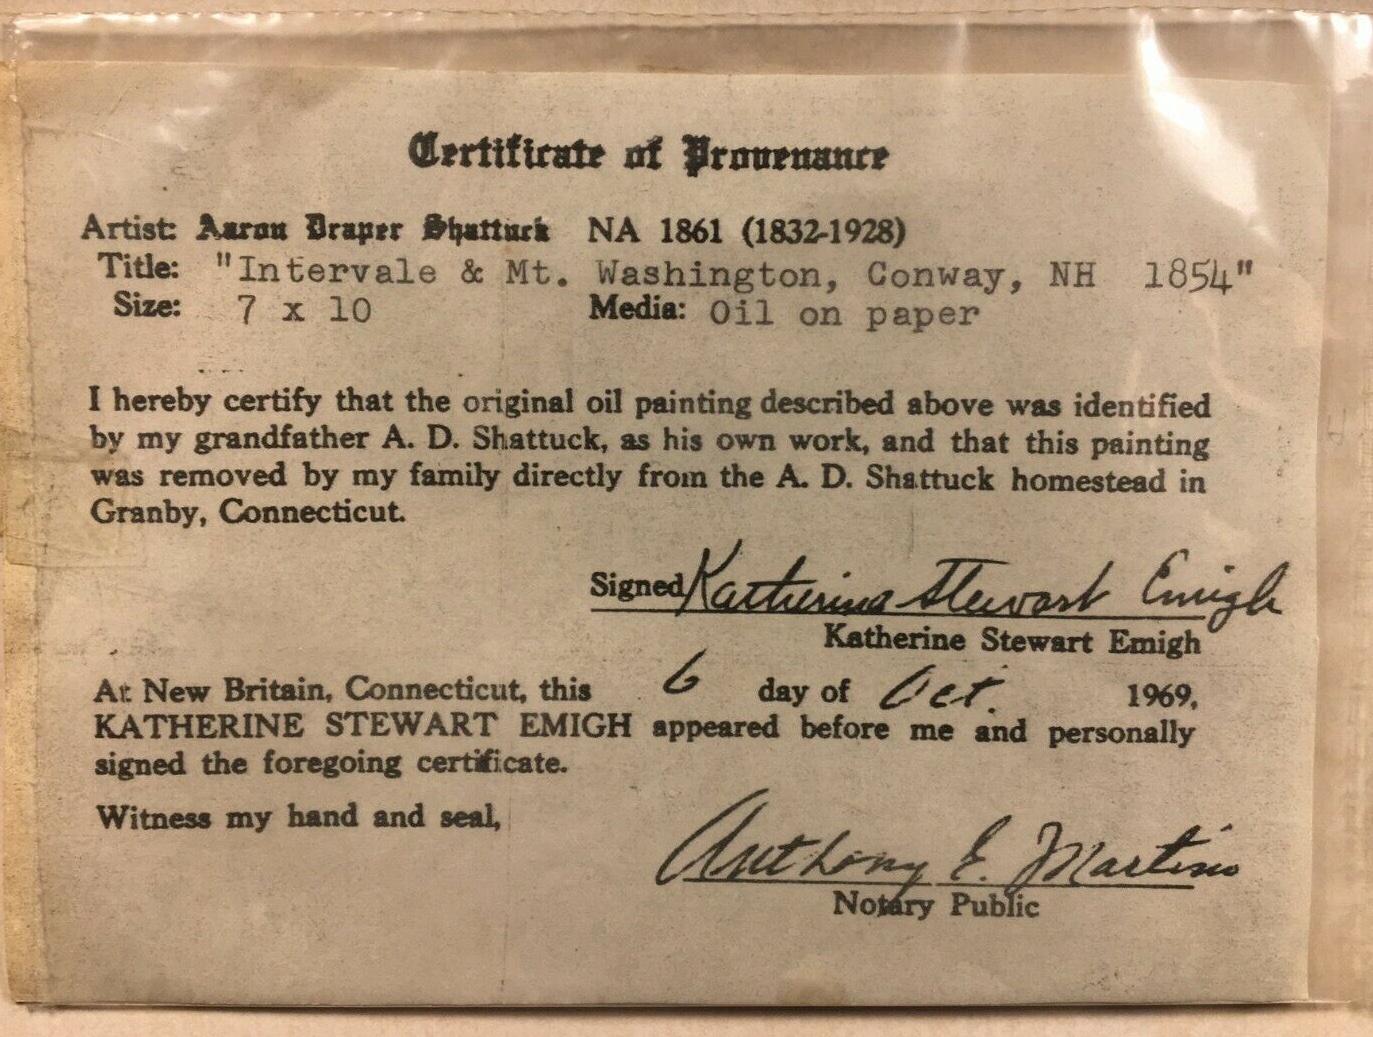 Certificate of Provenance
Artist: Aaron Draper Shattuck NA 1861 (1832-1928)
Title: "Intervale & Mt. Washington, Conway, NH 1854"
Size: 7 x 10 Media: Oil on paper
I hereby certify that the original oil painting described above was identified
by my grandfather A. D. Shattuck, as his own work, and that this painting
was removed by my family directly from the A. D. Shattuck homestead in
Granby, Connecticut.
Signed Katherine Stewart Emigh
Katherine Stewart Emigh
At New Britain, Connecticut, this 6 day of Oct. 1969,
KATHERINE STEWART EMIGH appeared before me and personally
signed the foregoing certificate.
Witness my hand and seal,
Anthony E. Martino
Notary Public